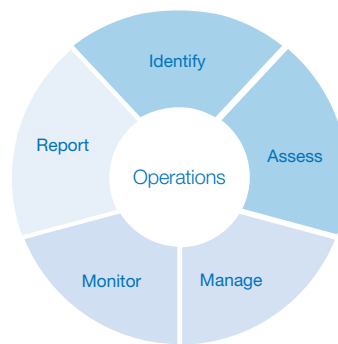 Identify
Report
Assess
Operations
Monitor
Manage